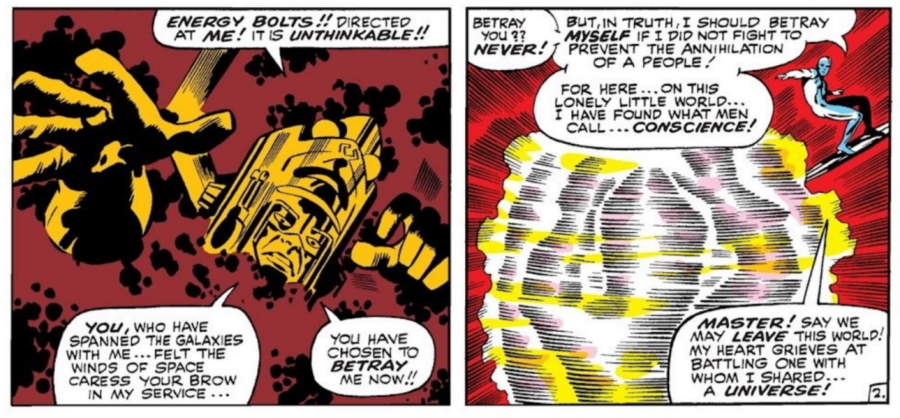 ENERGY BOLTS!! DIRECTED
AT ME! IT IS UNTHINKABLE!!
YOU, WHO HAVE
SPANNED THE GALAXIES
WITH ME...FELT THE
WINDS OF SPACE
CARESS YOUR BROW
IN MY SERVICE...
YOU HAVE
CHOSEN TO
BETRAY
ME NOW!!
BETRAY
YOU??
NEVER!
BUT, IN TRUTH, I SHOULD BETRAY
MYSELF IF I DID NOT FIGHT TO
PREVENT THE ANNIHILATION
OF A PEOPLE!
FOR HERE...ON THIS
LONELY LITTLE WORLD...
I HAVE FOUND WHAT MEN
CALL...CONSCIENCE!
MASTER! SAY WE
MAY LEAVE THIS WORLD!
MY HEART GRIEVES AT
BATTLING ONE WITH
WHOM I SHARED...
A UNIVERSE!
2.